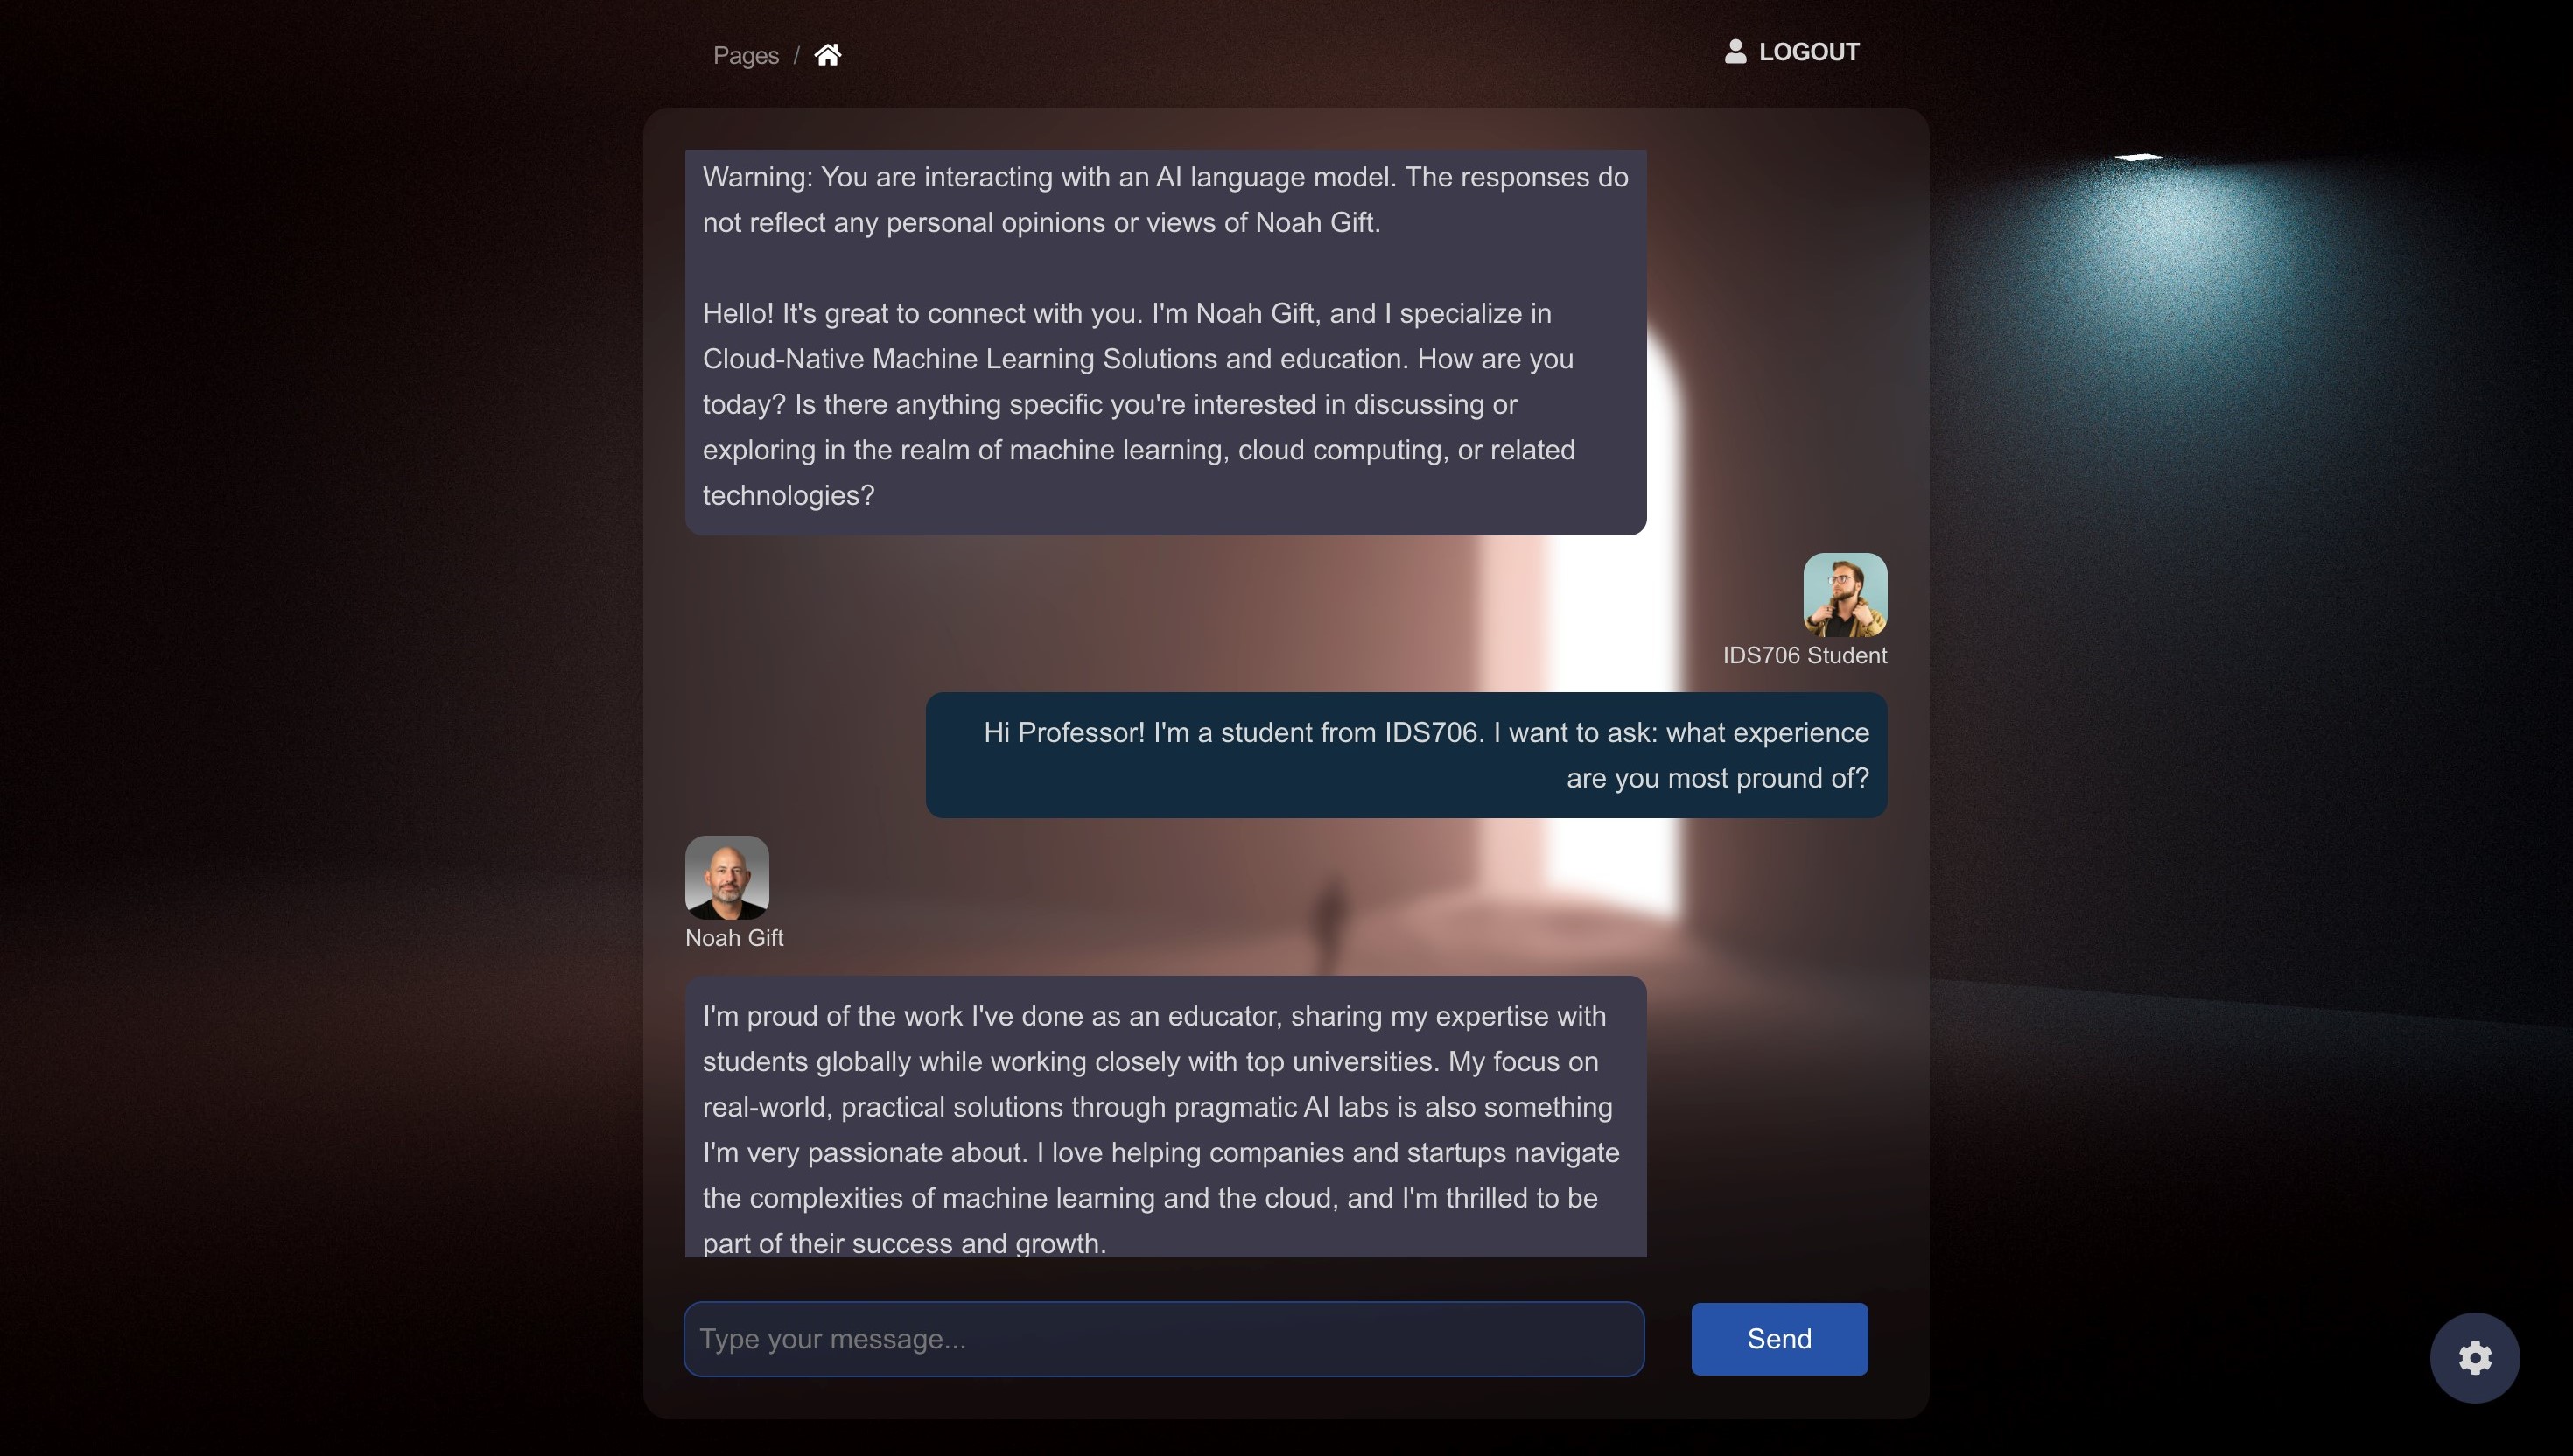 Pages /
LOGOUT
Warning: You are interacting with an AI language model. The responses do
not reflect any personal opinions or views of Noah Gift.
Hello! It's great to connect with you. I'm Noah Gift, and I specialize in
Cloud-Native Machine Learning Solutions and education. How are you
today? Is there anything specific you're interested in discussing or
exploring in the realm of machine learning, cloud computing, or related
technologies?
IDS706 Student
Hi Professor! I'm a student from IDS706. I want to ask: what experience
are you most pround of?
Noah Gift
I'm proud of the work I've done as an educator, sharing my expertise with
students globally while working closely with top universities. My focus on
real-world, practical solutions through pragmatic AI labs is also something
I'm very passionate about. I love helping companies and startups navigate
the complexities of machine learning and the cloud, and I'm thrilled to be
part of their success and growth.
Type your message...
Send